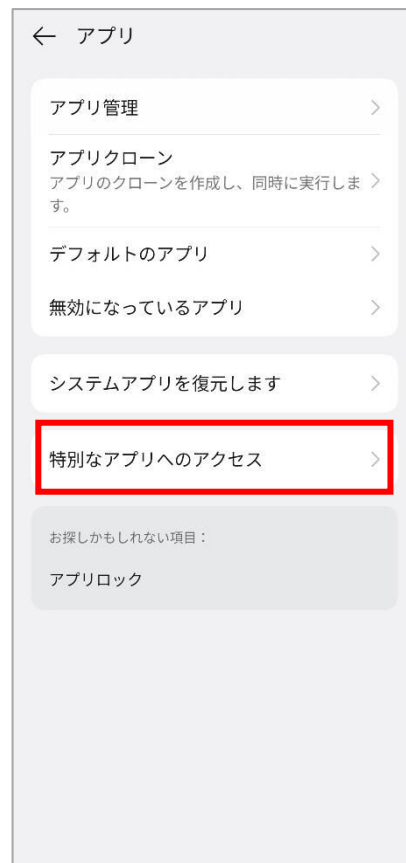 アプリ
アプリ管理
アプリクローン
アプリのクローンを作成し、同時に実行しま
す。
デフォルトのアプリ
無効になっているアプリ
システムアプリを復元します
特別なアプリへのアクセス
お探しかもしれない項目：
アプリロック